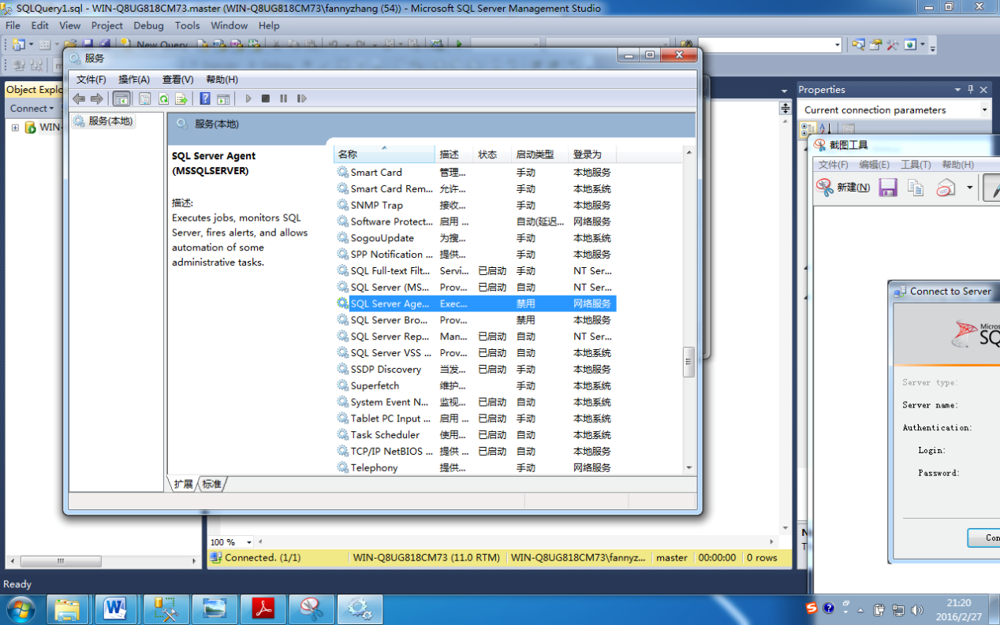 SQLQuery1.sql - WIN-Q8UG818CM73.master (WIN-Q8UG818CM73\fannyzhang (54)) - Microsoft SQL Server Management Studio
File Edit View Project Debug Tools Window Help
New Query
服务
文件(F) 操作(A) 查看(V) 帮助(H)
Object Explo
Connect
WIN-
服务(本地)
服务(本地)
SQL Server Agent
(MSSQLSERVER)
描述:
Executes jobs, monitors SQL
Server, fires alerts, and allows
automation of some
administrative tasks.
名称 描述 状态 启动类型 登录为
Smart Card 管理... 手动 本地服务
Smart Card Rem... 允许... 手动 本地系统
SNMP Trap 接收... 手动 本地服务
Software Protect... 启用 ... 自动(延迟... 网络服务
SogouUpdate 为搜... 手动 本地系统
SPP Notification ... 提供... 手动 本地服务
SQL Full-text Filt... Servi... 已启动 手动 NT Ser...
SQL Server (MS... Prov... 已启动 自动 NT Ser...
SQL Server Age... Exec... 禁用 网络服务
SQL Server Bro... Prov... 禁用 本地服务
SQL Server Rep... Man... 已启动 自动 NT Ser...
SQL Server VSS ... Prov... 已启动 自动 本地系统
SSDP Discovery 当发... 已启动 手动 本地服务
Superfetch 维护... 手动 本地系统
System Event N... 监视... 已启动 自动 本地系统
Tablet PC Input ... 启用 ... 已启动 手动 本地系统
Task Scheduler 使用... 已启动 自动 本地系统
TCP/IP NetBIOS ... 提供 ... 已启动 自动 本地服务
Telephony 提供... 手动 网络服务
扩展 标准
Properties
Current connection parameters
截图工具
文件(F) 编辑(E) 工具(T) 帮助(H)
新建(N)
Connect to Server
Micros
SQ
Server type:
Server name:
Authentication:
Login:
Password:
Con
100 %
Connected. (1/1) WIN-Q8UG818CM73 (11.0 RTM) WIN-Q8UG818CM73\fannyz... master 00:00:00 0 rows
Ready
21:20
2016/2/27